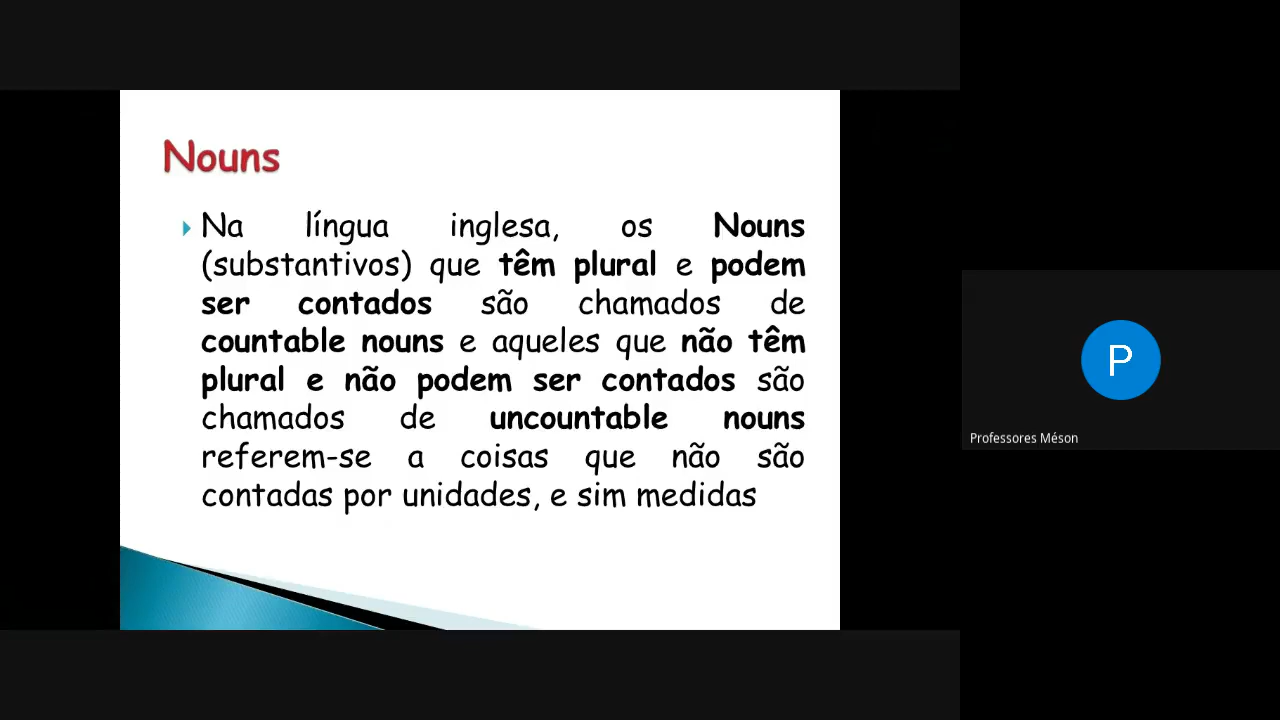 Nouns
Na língua inglesa, os Nouns
(substantivos) que têm plural e podem
ser contados são chamados de
countable nouns e aqueles que não têm
plural e não podem ser contados são
chamados de uncountable nouns
referem-se a coisas que não são
contadas por unidades, e sim medidas
P
Professores Méson